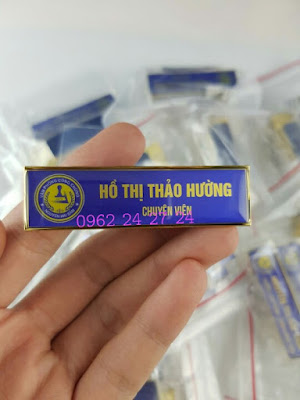 HỒ THỊ THẢO HƯỜNG
CHUYÊN VIÊN
0962 24 27 24